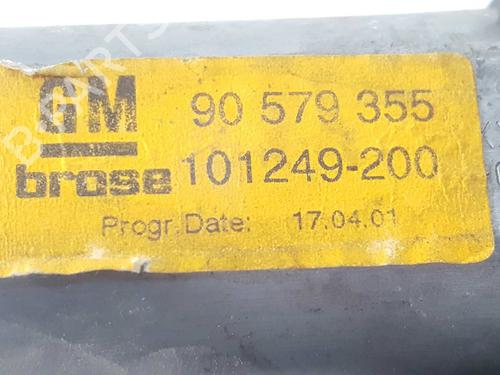 GM 90 579 355
brose 101249-200
Progr.Date: 17.04.01